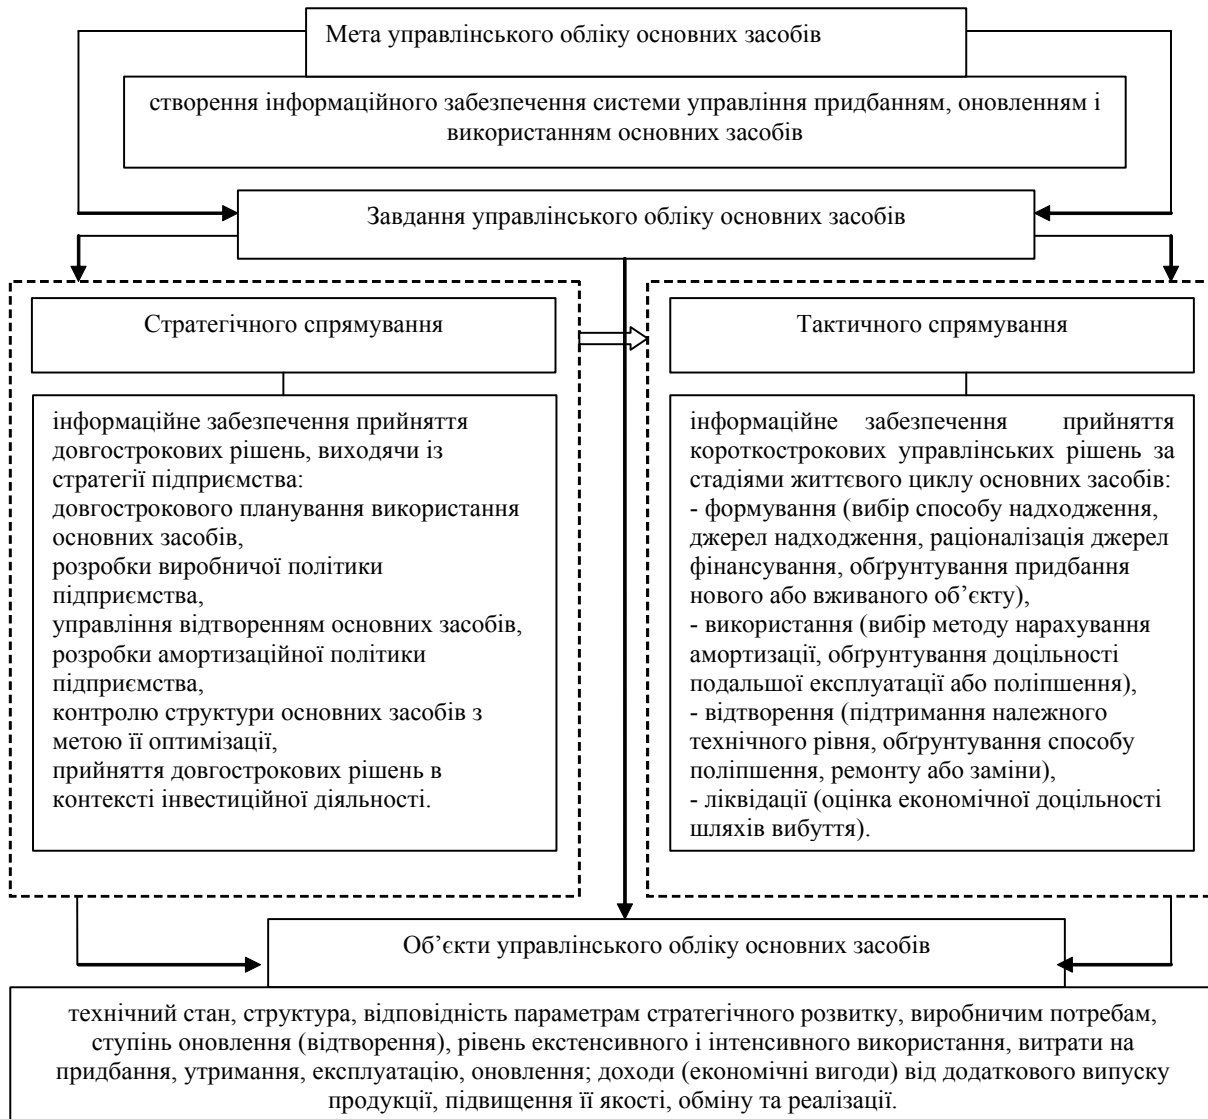 Мета управлінського обліку основних засобів
створення інформаційного забезпечення системи управління придбанням, оновленням і
використанням основних засобів
Завдання управлінського обліку основних засобів
Стратегічного спрямування
інформаційне забезпечення прийняття
довгострокових рішень, виходячи із
стратегії підприємства:
довгострокового планування використання
основних засобів,
розробки виробничої політики
підприємства,
управління відтворенням основних засобів,
розробки амортизаційної політики
підприємства,
контролю структури основних засобів з
метою її оптимізації,
прийняття довгострокових рішень в
контексті інвестиційної діяльності.
Тактичного спрямування
інформаційне забезпечення прийняття
короткострокових управлінських рішень за
стадіями життєвого циклу основних засобів:
- формування (вибір способу надходження,
джерел надходження, раціоналізація джерел
фінансування, обґрунтування придбання
нового або вживаного об’єкту),
- використання (вибір методу нарахування
амортизації, обґрунтування доцільності
подальшої експлуатації або поліпшення),
- відтворення (підтримання належного
технічного рівня, обґрунтування способу
поліпшення, ремонту або заміни),
- ліквідації (оцінка економічної доцільності
шляхів вибуття).
Об’єкти управлінського обліку основних засобів
технічний стан, структура, відповідність параметрам стратегічного розвитку, виробничим потребам,
ступінь оновлення (відтворення), рівень екстенсивного і інтенсивного використання, витрати на
придбання, утримання, експлуатацію, оновлення; доходи (економічні вигоди) від додаткового випуску
продукції, підвищення її якості, обміну та реалізації.